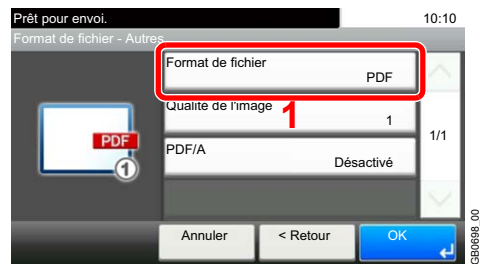 Prêt pour envoi. 10:10
Format de fichier - Autres
Format de fichier
PDF
Qualité de l'image
1
1
PDF/A
Désactivé
1/1
PDF
1
Annuler < Retour OK
GB0698_00